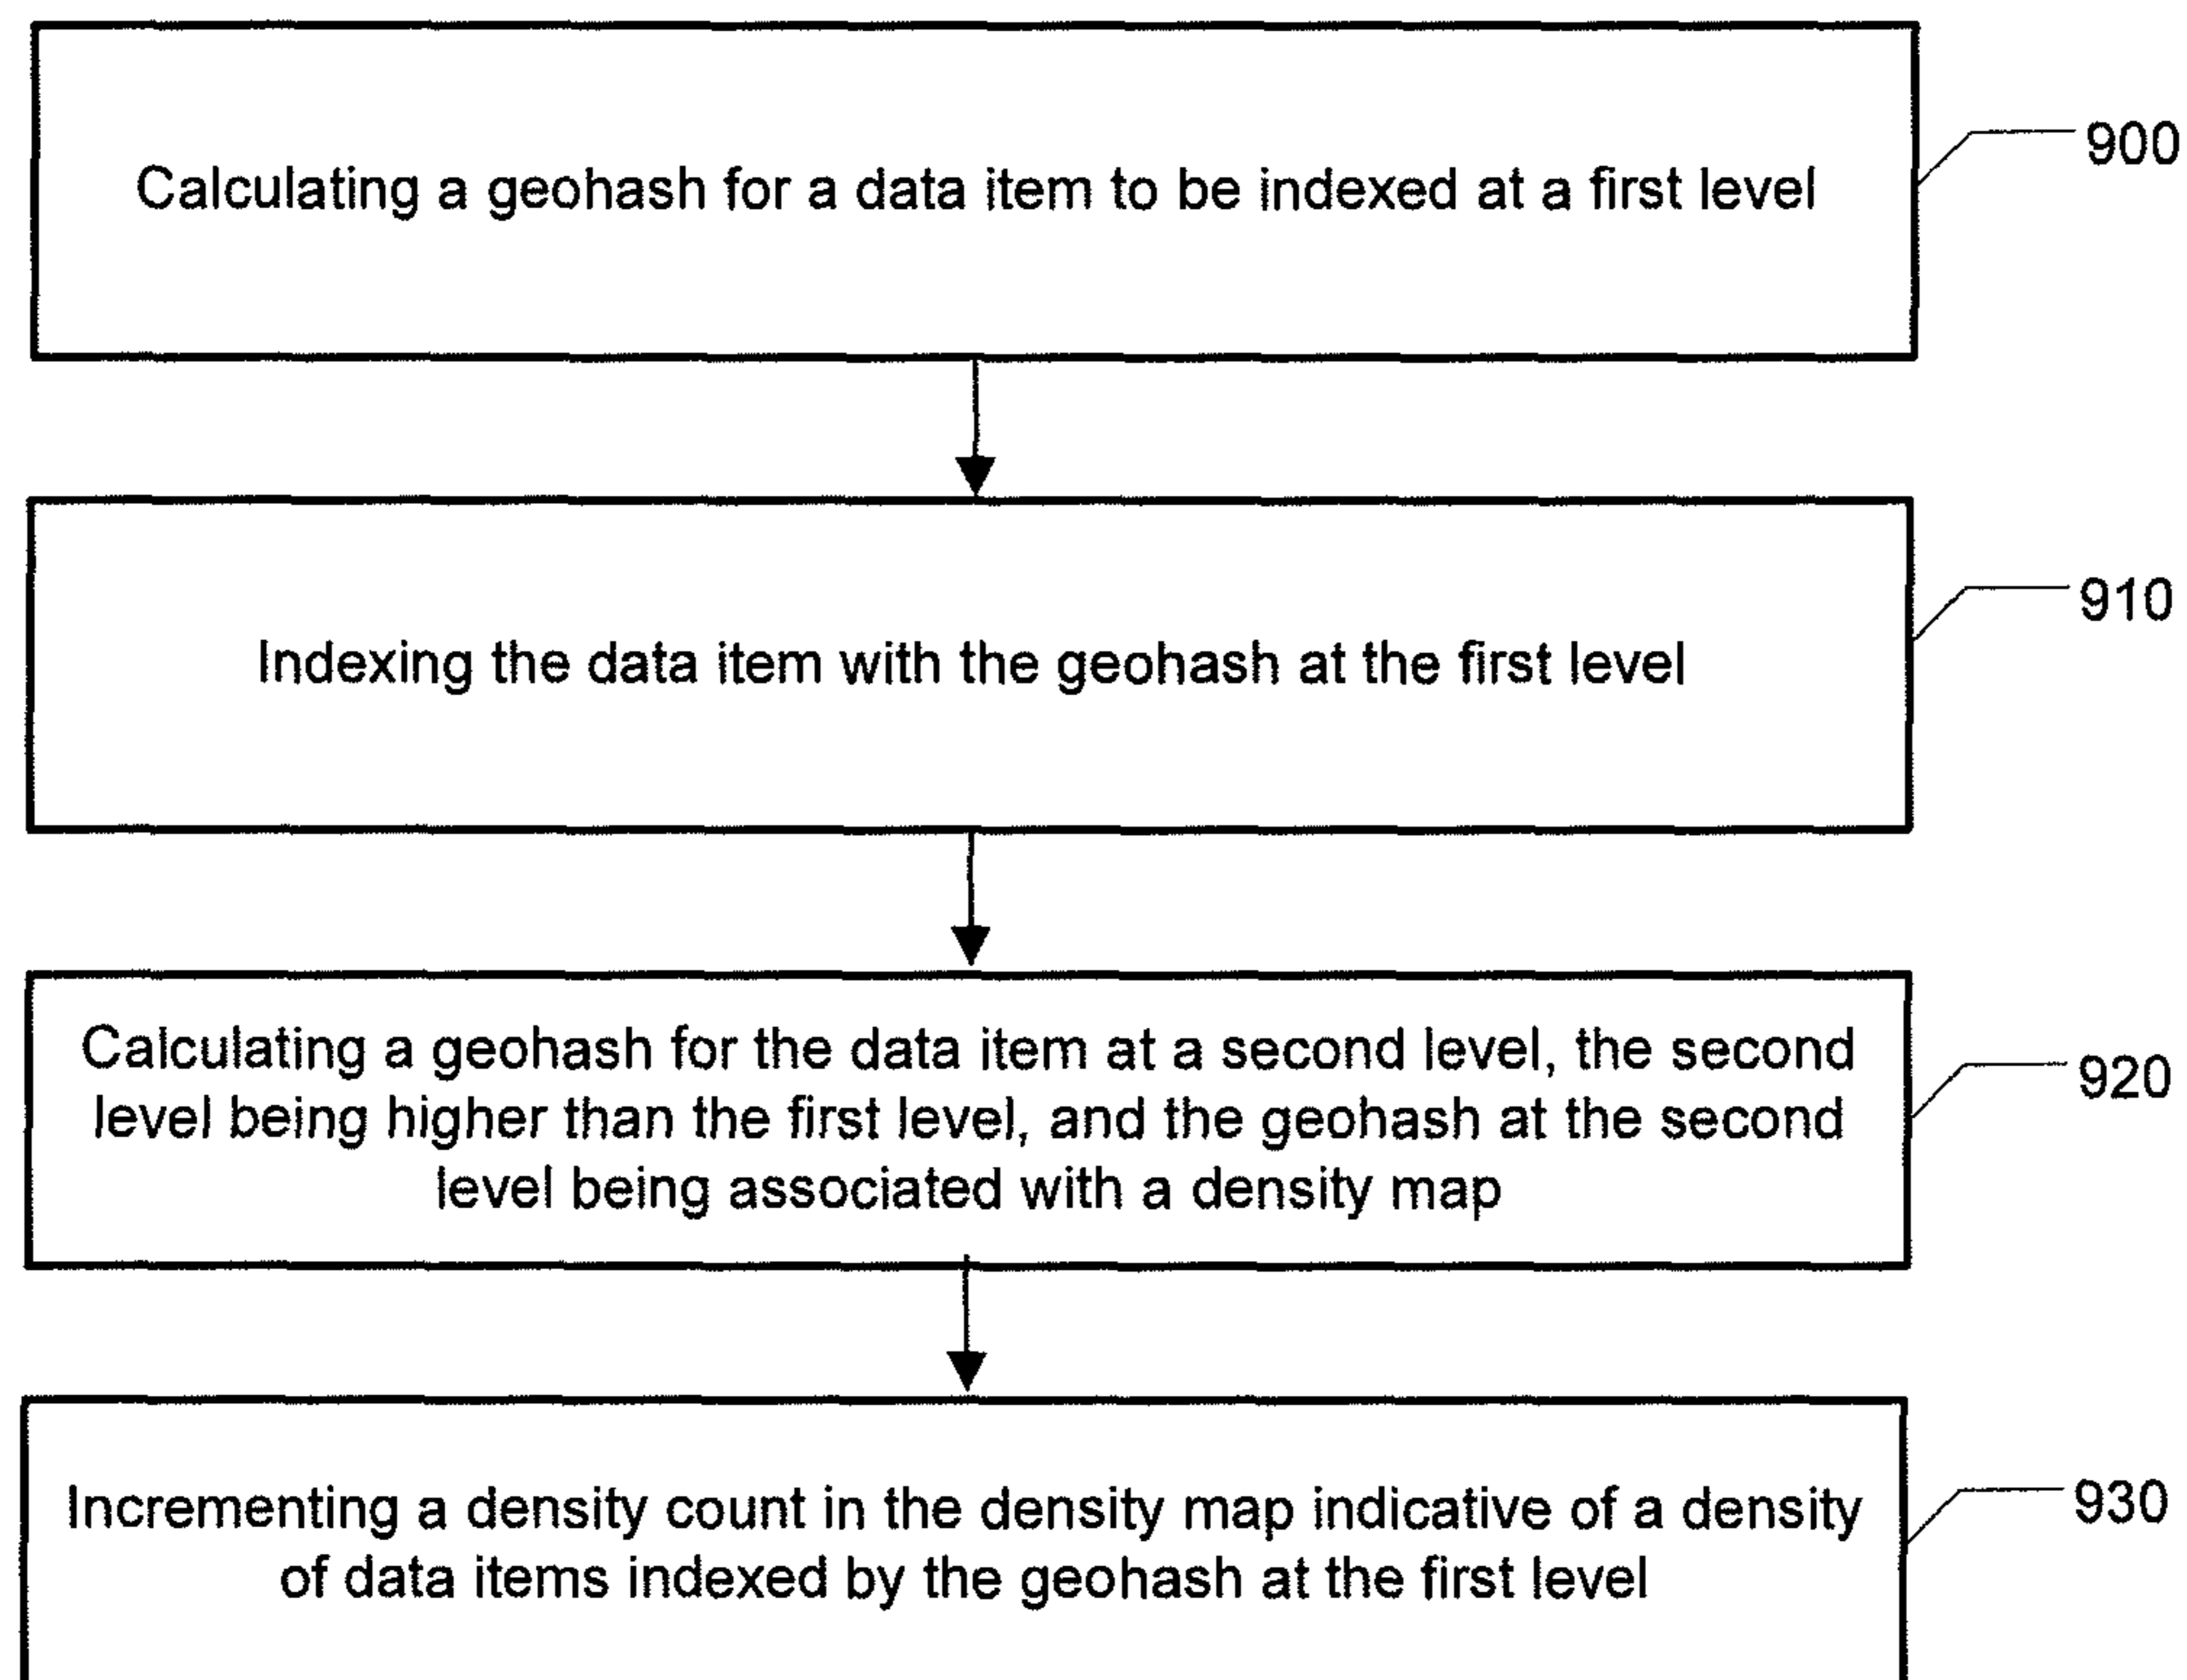 Calculating a geohash for a data item to be indexed at a first level
900
Indexing the data item with the geohash at the first level
910
Calculating a geohash for the data item at a second level, the second
level being higher than the first level, and the geohash at the second
level being associated with a density map
920
Incrementing a density count in the density map indicative of a density
of data items indexed by the geohash at the first level
930